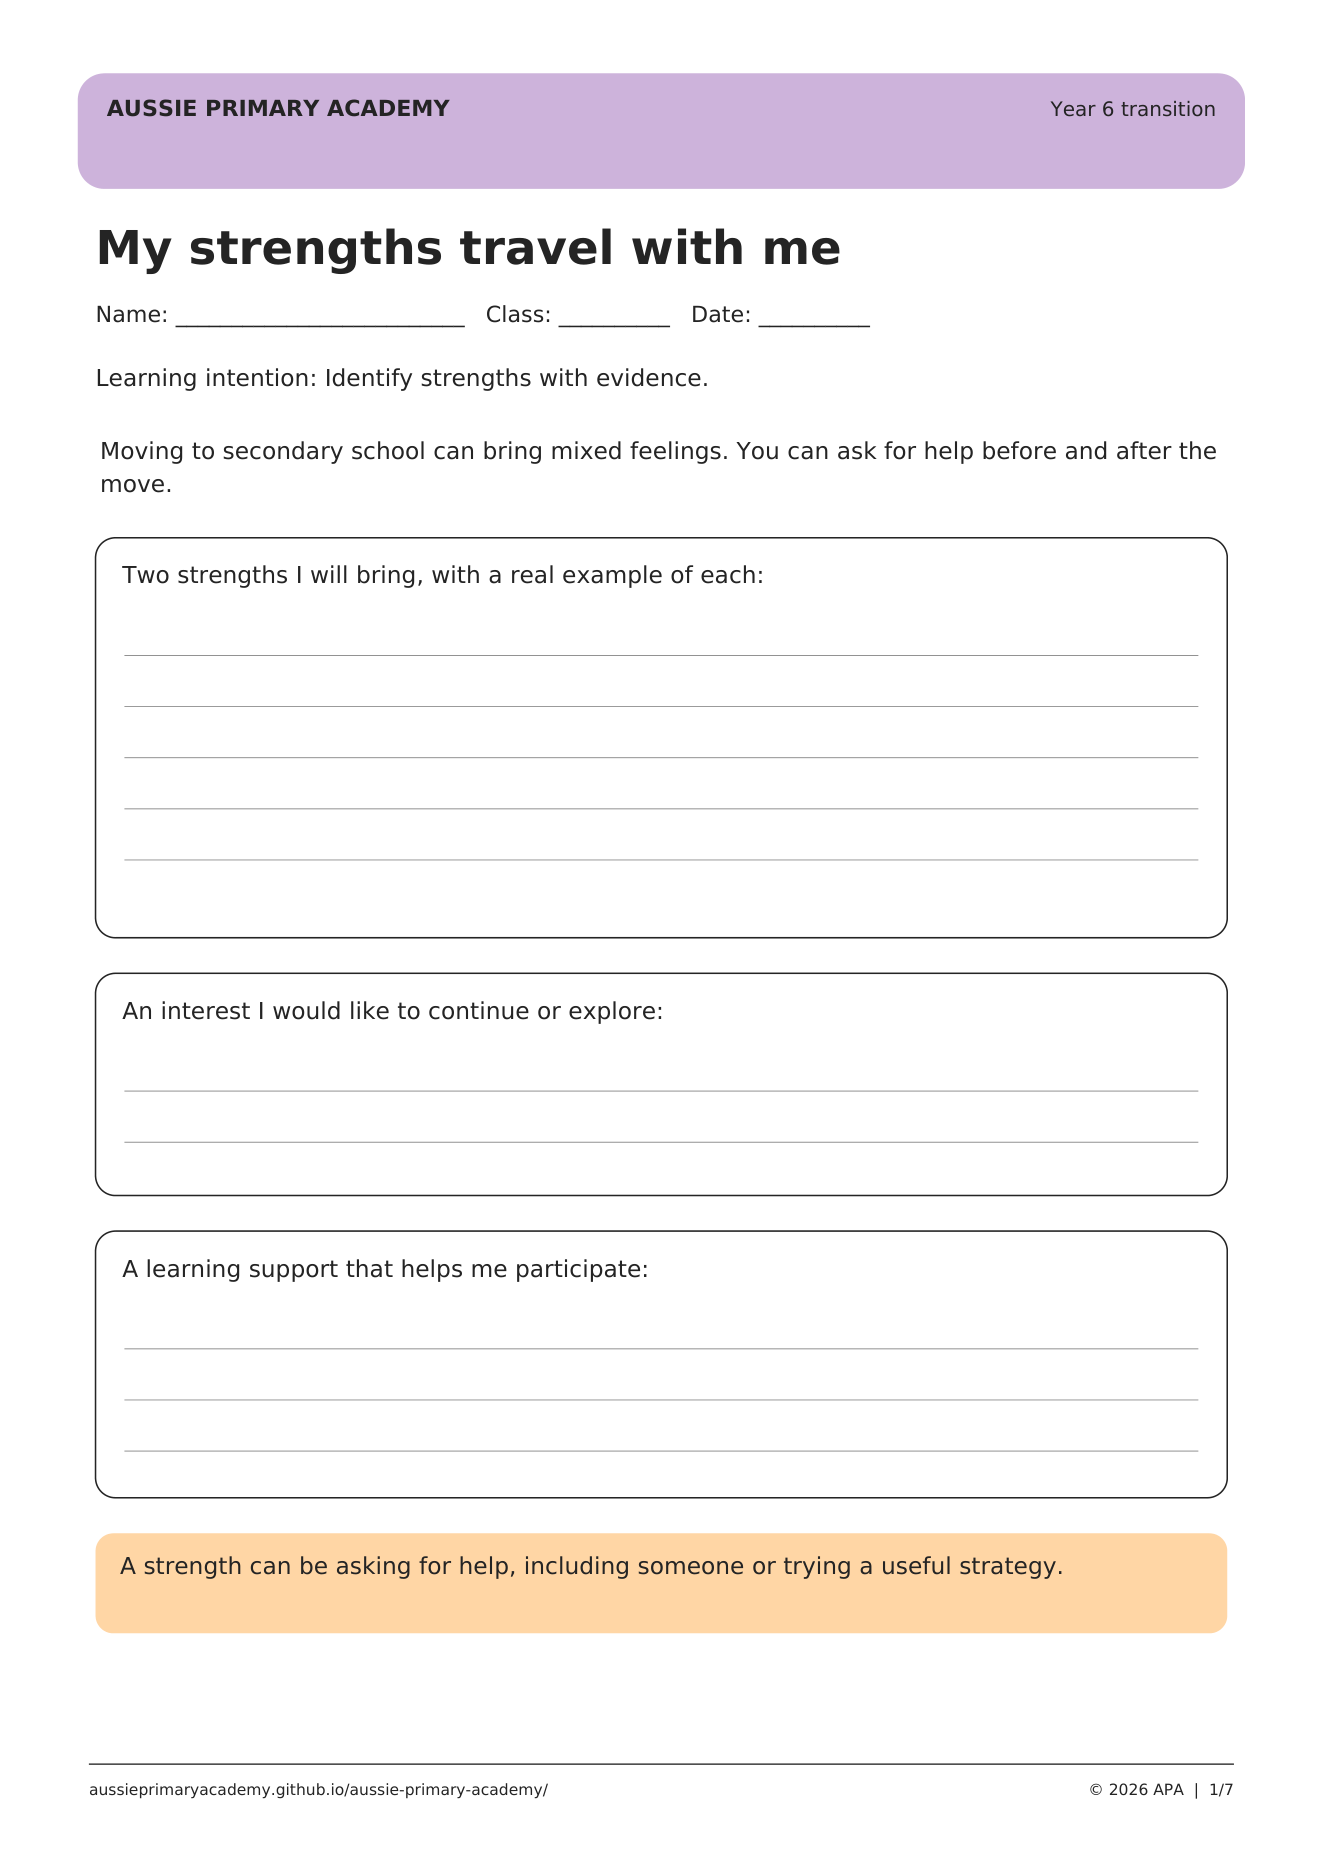 AUSSIE PRIMARY ACADEMY
Year 6 transition
My strengths travel with me
Name: __________________________ Class: __________ Date: __________
Learning intention: Identify strengths with evidence.
Moving to secondary school can bring mixed feelings. You can ask for help before and after the
move.
Two strengths I will bring, with a real example of each:
An interest I would like to continue or explore:
A learning support that helps me participate:
A strength can be asking for help, including someone or trying a useful strategy.
aussieprimaryacademy.github.io/aussie-primary-academy/
© 2026 APA | 1/7